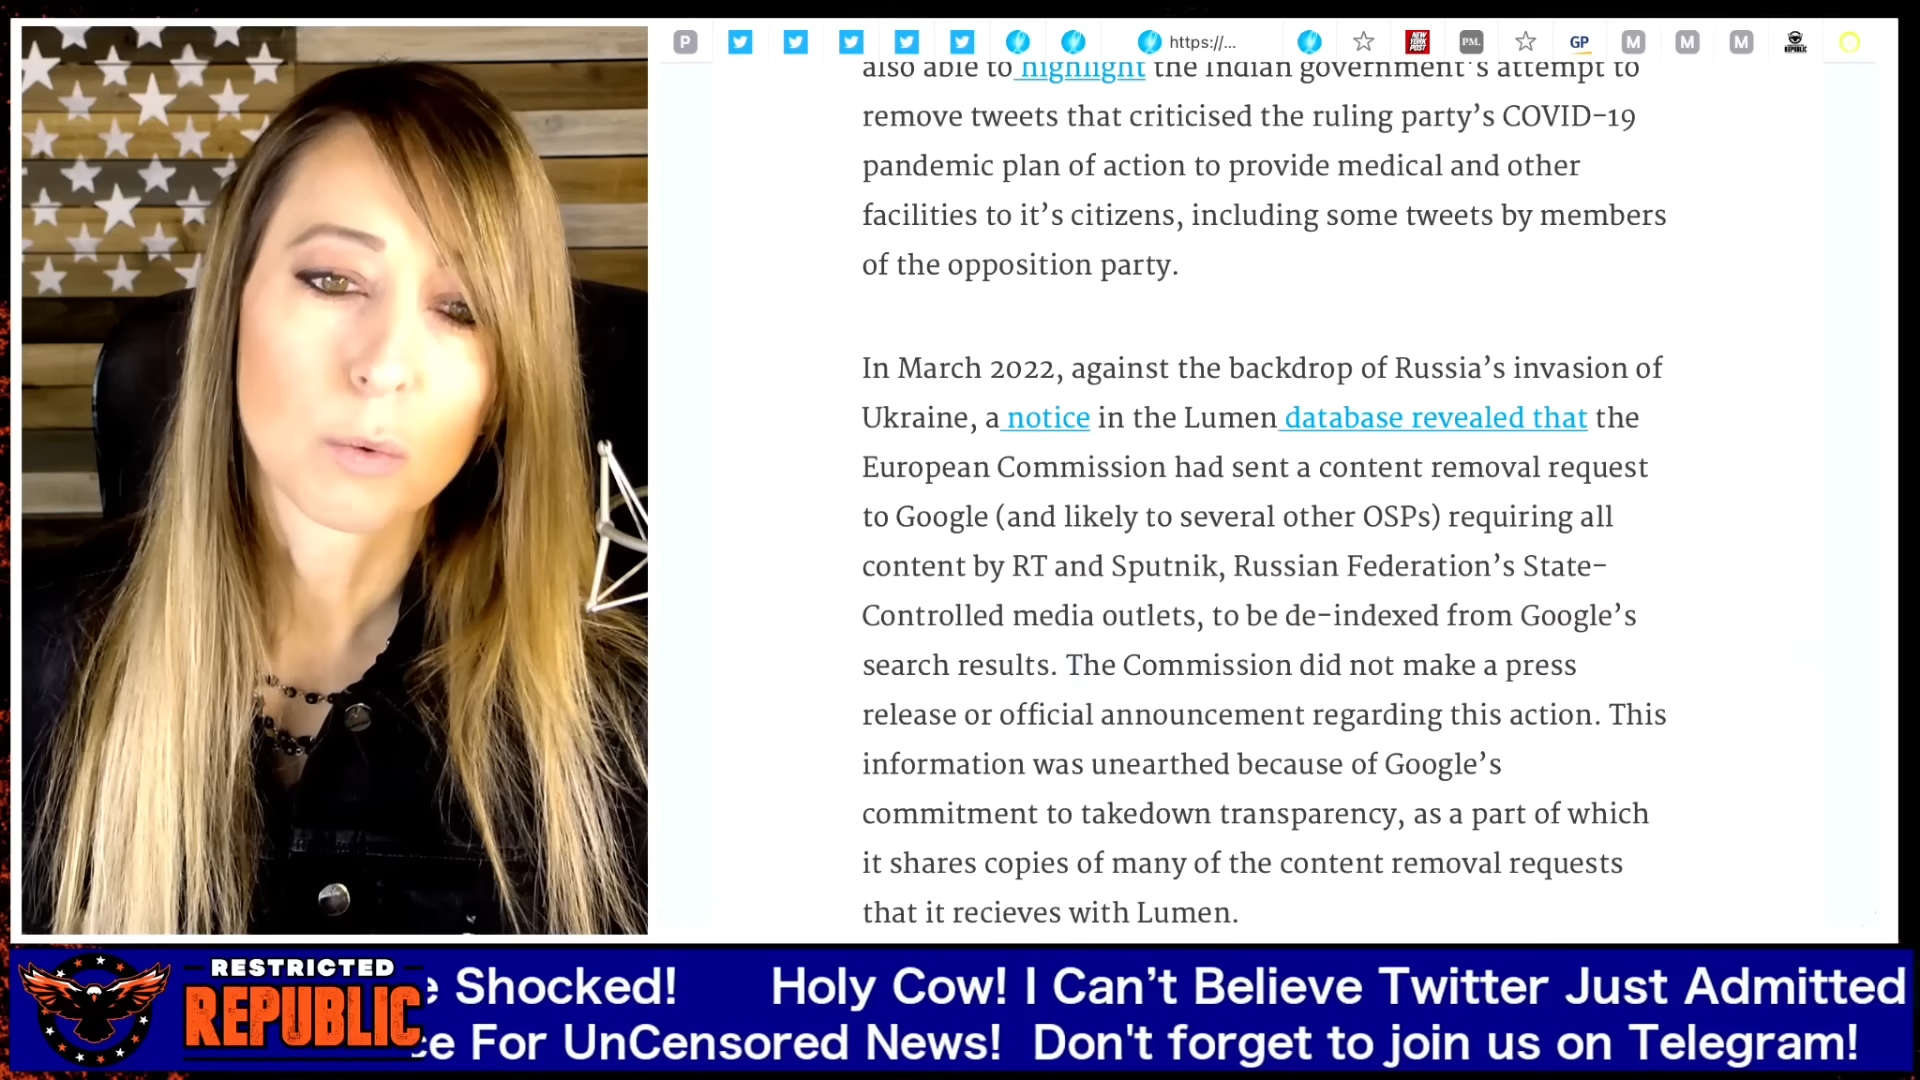 P https://... NEW YORK POST PM. GP M M M REPUBLIC
also able to highlight the Indian government's attempt to
remove tweets that criticised the ruling party’s COVID-19
pandemic plan of action to provide medical and other
facilities to it’s citizens, including some tweets by members
of the opposition party.
In March 2022, against the backdrop of Russia’s invasion of
Ukraine, a notice in the Lumen database revealed that the
European Commission had sent a content removal request
to Google (and likely to several other OSPs) requiring all
content by RT and Sputnik, Russian Federation’s State-
Controlled media outlets, to be de-indexed from Google’s
search results. The Commission did not make a press
release or official announcement regarding this action. This
information was unearthed because of Google’s
commitment to takedown transparency, as a part of which
it shares copies of many of the content removal requests
that it recieves with Lumen.
RESTRICTED
REPUBLIC
e Shocked! Holy Cow! I Can’t Believe Twitter Just Admitted
ce For UnCensored News! Don't forget to join us on Telegram!